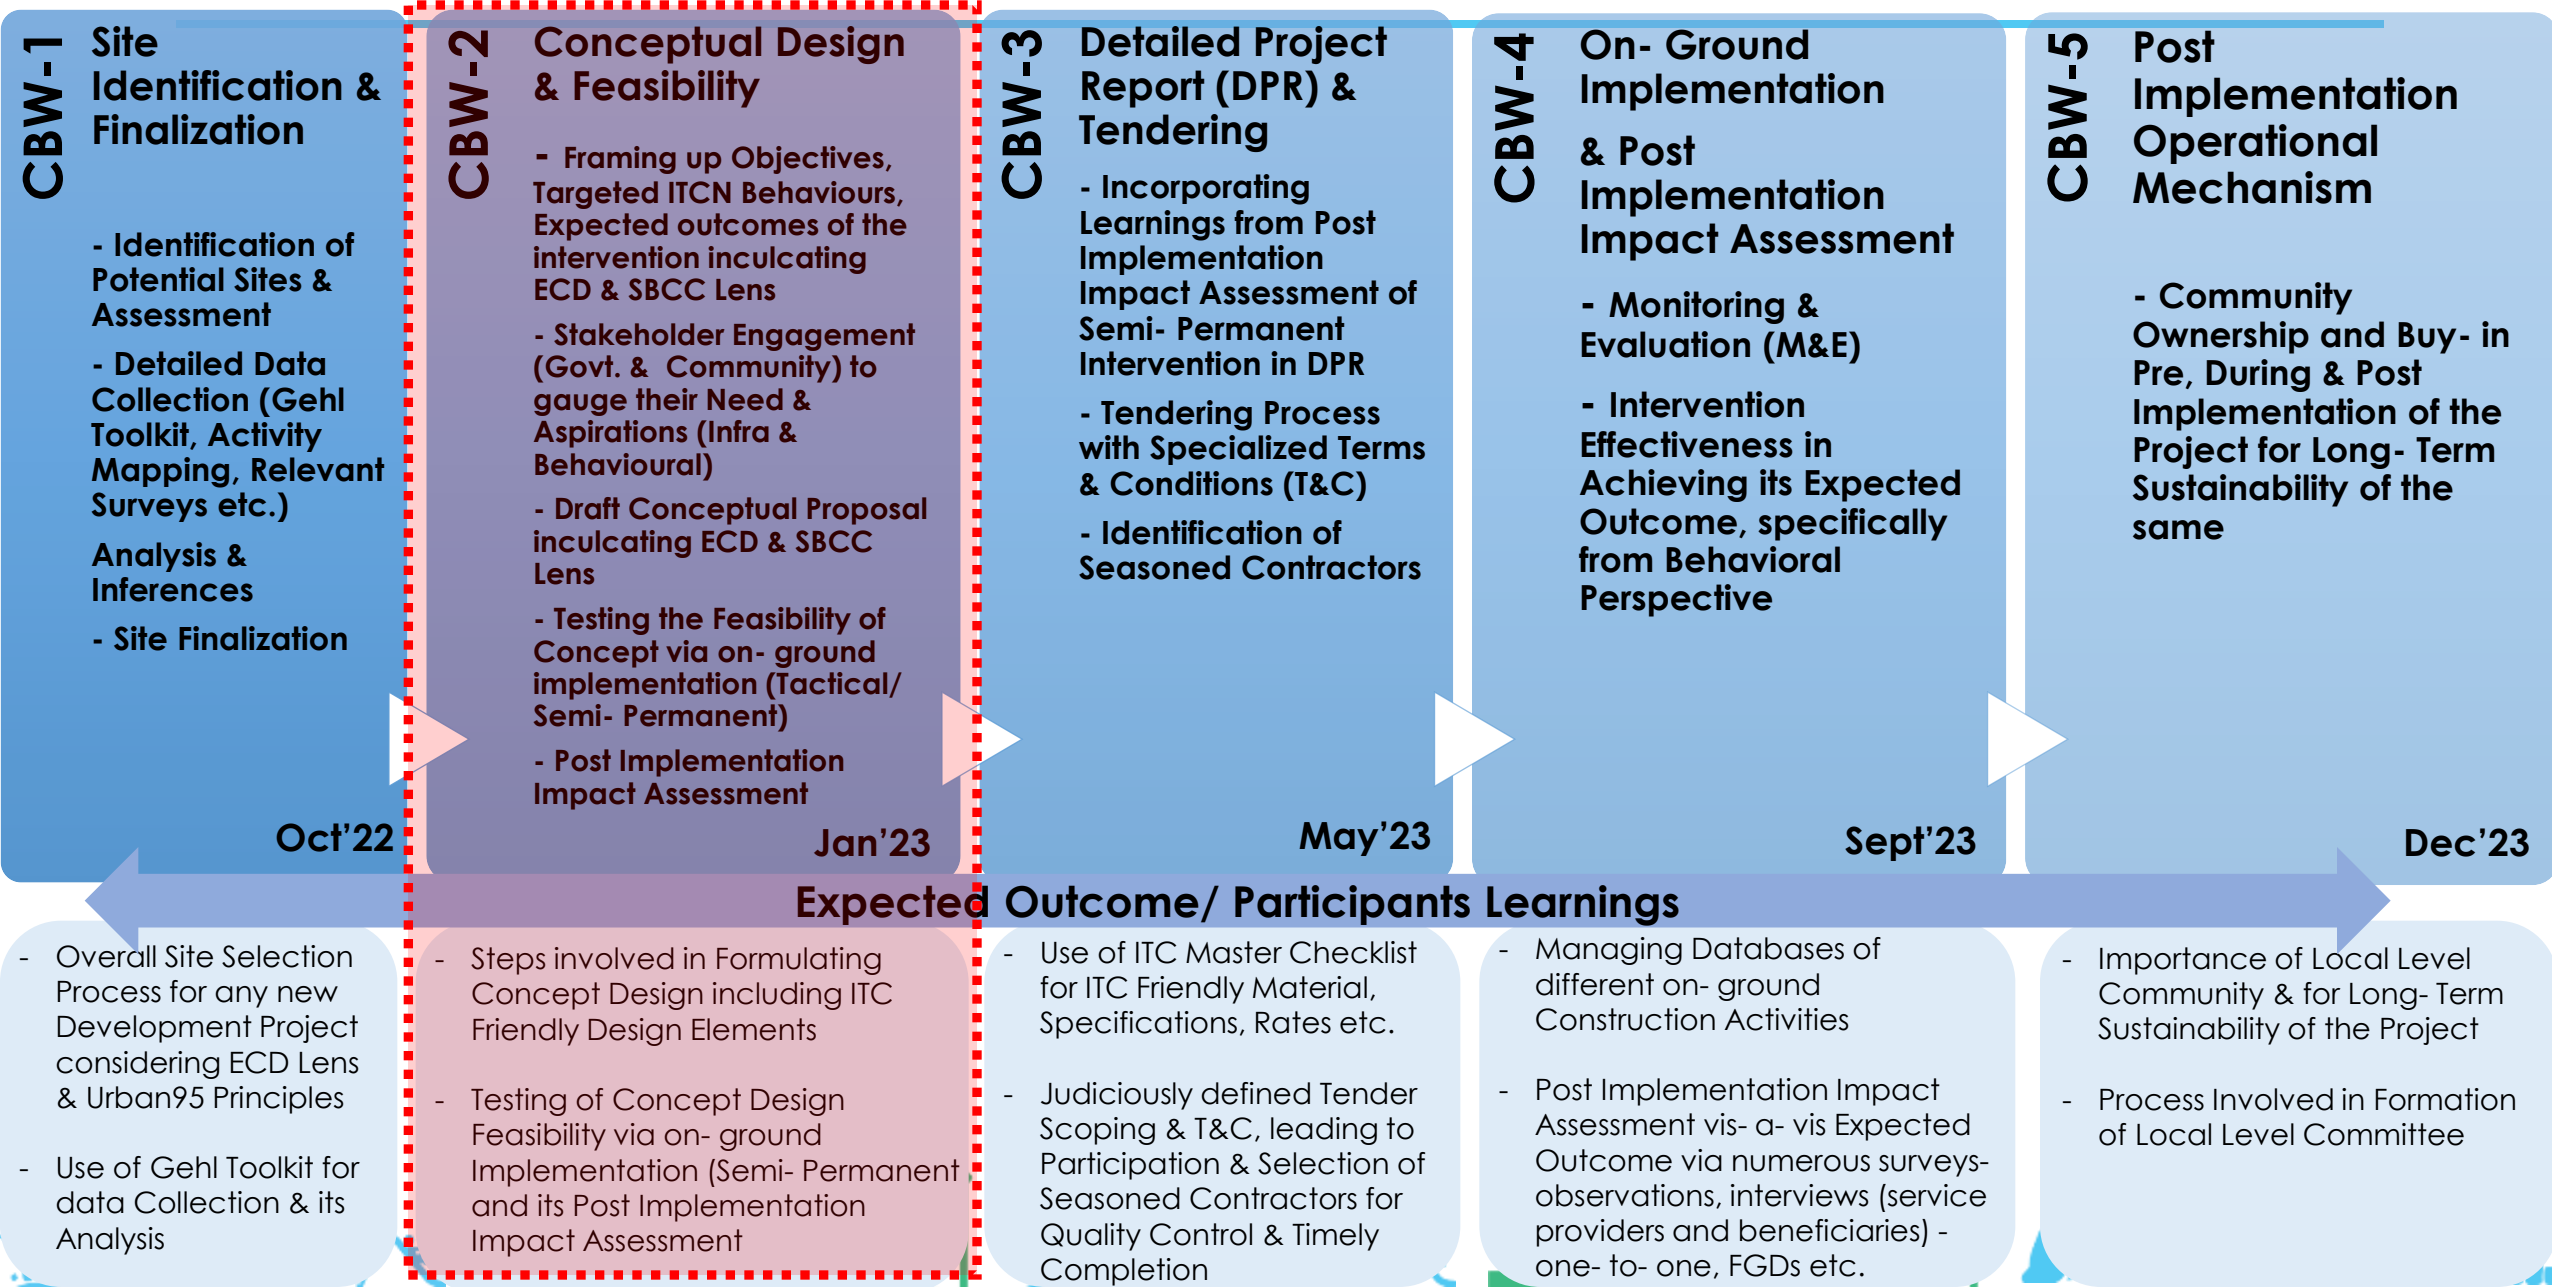 CBW-1
Site
Identification &
Finalization
- Identification of
Potential Sites &
Assessment
- Detailed Data
Collection (Gehl
Toolkit, Activity
Mapping, Relevant
Surveys etc.)
Analysis &
Inferences
- Site Finalization
Oct'22
CBW-2
Conceptual Design
& Feasibility
- Framing up Objectives,
Targeted ITCN Behaviours,
Expected outcomes of the
intervention inculcating
ECD & SBCC Lens
- Stakeholder Engagement
(Govt. & Community) to
gauge their Need &
Aspirations (Infra &
Behavioural)
- Draft Conceptual Proposal
inculcating ECD & SBCC
Lens
- Testing the Feasibility of
Concept via on- ground
implementation (Tactical/
Semi- Permanent)
- Post Implementation
Impact Assessment
Jan'23
CBW-3
Detailed Project
Report (DPR) &
Tendering
- Incorporating
Learnings from Post
Implementation
Impact Assessment of
Semi- Permanent
Intervention in DPR
- Tendering Process
with Specialized Terms
& Conditions (T&C)
- Identification of
Seasoned Contractors
May'23
CBW-4
On- Ground
Implementation
& Post
Implementation
Impact Assessment
- Monitoring &
Evaluation (M&E)
- Intervention
Effectiveness in
Achieving its Expected
Outcome, specifically
from Behavioral
Perspective
Sept'23
CBW-5
Post
Implementation
Operational
Mechanism
- Community
Ownership and Buy- in
Pre, During & Post
Implementation of the
Project for Long- Term
Sustainability of the
same
Dec'23
Expected Outcome/ Participants Learnings
- Overall Site Selection
Process for any new
Development Project
considering ECD Lens
& Urban95 Principles
- Use of Gehl Toolkit for
data Collection & its
Analysis
- Steps involved in Formulating
Concept Design including ITC
Friendly Design Elements
- Testing of Concept Design
Feasibility via on- ground
Implementation (Semi- Permanent
and its Post Implementation
Impact Assessment
- Use of ITC Master Checklist
for ITC Friendly Material,
Specifications, Rates etc.
- Judiciously defined Tender
Scoping & T&C, leading to
Participation & Selection of
Seasoned Contractors for
Quality Control & Timely
Completion
- Managing Databases of
different on- ground
Construction Activities
- Post Implementation Impact
Assessment vis- a- vis Expected
Outcome via numerous surveys-
observations, interviews (service
providers and beneficiaries) -
one- to- one, FGDs etc.
- Importance of Local Level
Community & for Long- Term
Sustainability of the Project
- Process Involved in Formation
of Local Level Committee